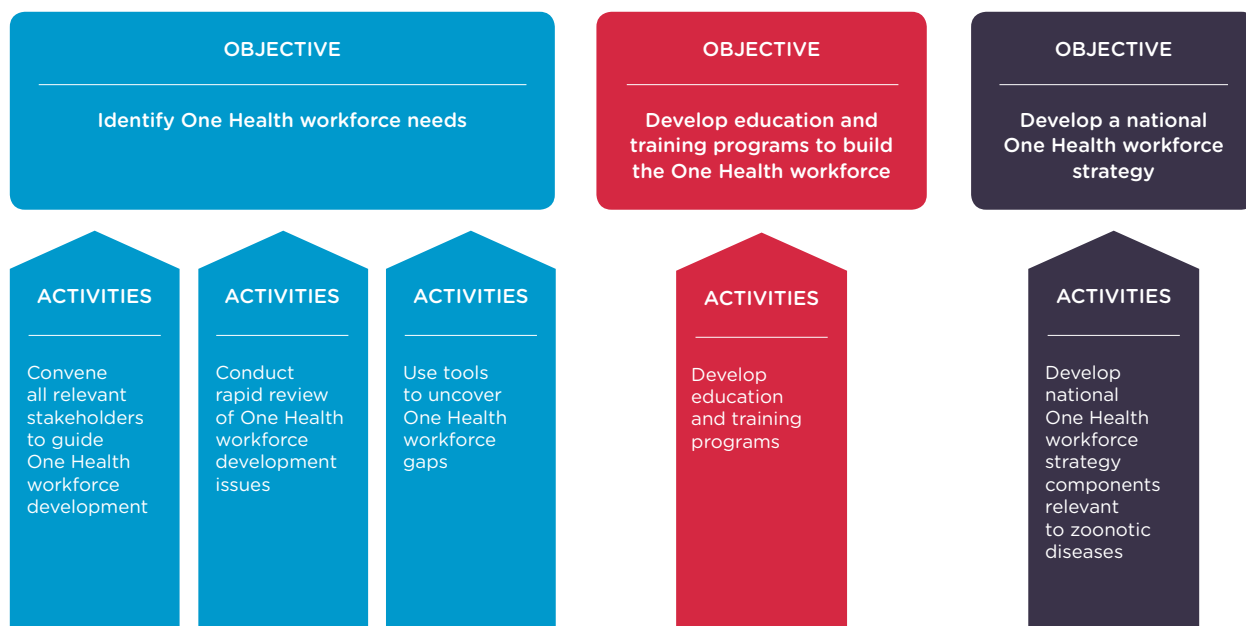 OBJECTIVE
Identify One Health workforce needs
OBJECTIVE
Develop education and
training programs to build
the One Health workforce
OBJECTIVE
Develop a national
One Health workforce
strategy
ACTIVITIES
Convene
all relevant
stakeholders
to guide
One Health
workforce
development
ACTIVITIES
Conduct
rapid review
of One Health
workforce
development
issues
ACTIVITIES
Use tools
to uncover
One Health
workforce
gaps
ACTIVITIES
Develop
education
and training
programs
ACTIVITIES
Develop
national
One Health
workforce
strategy
components
relevant
to zoonotic
diseases